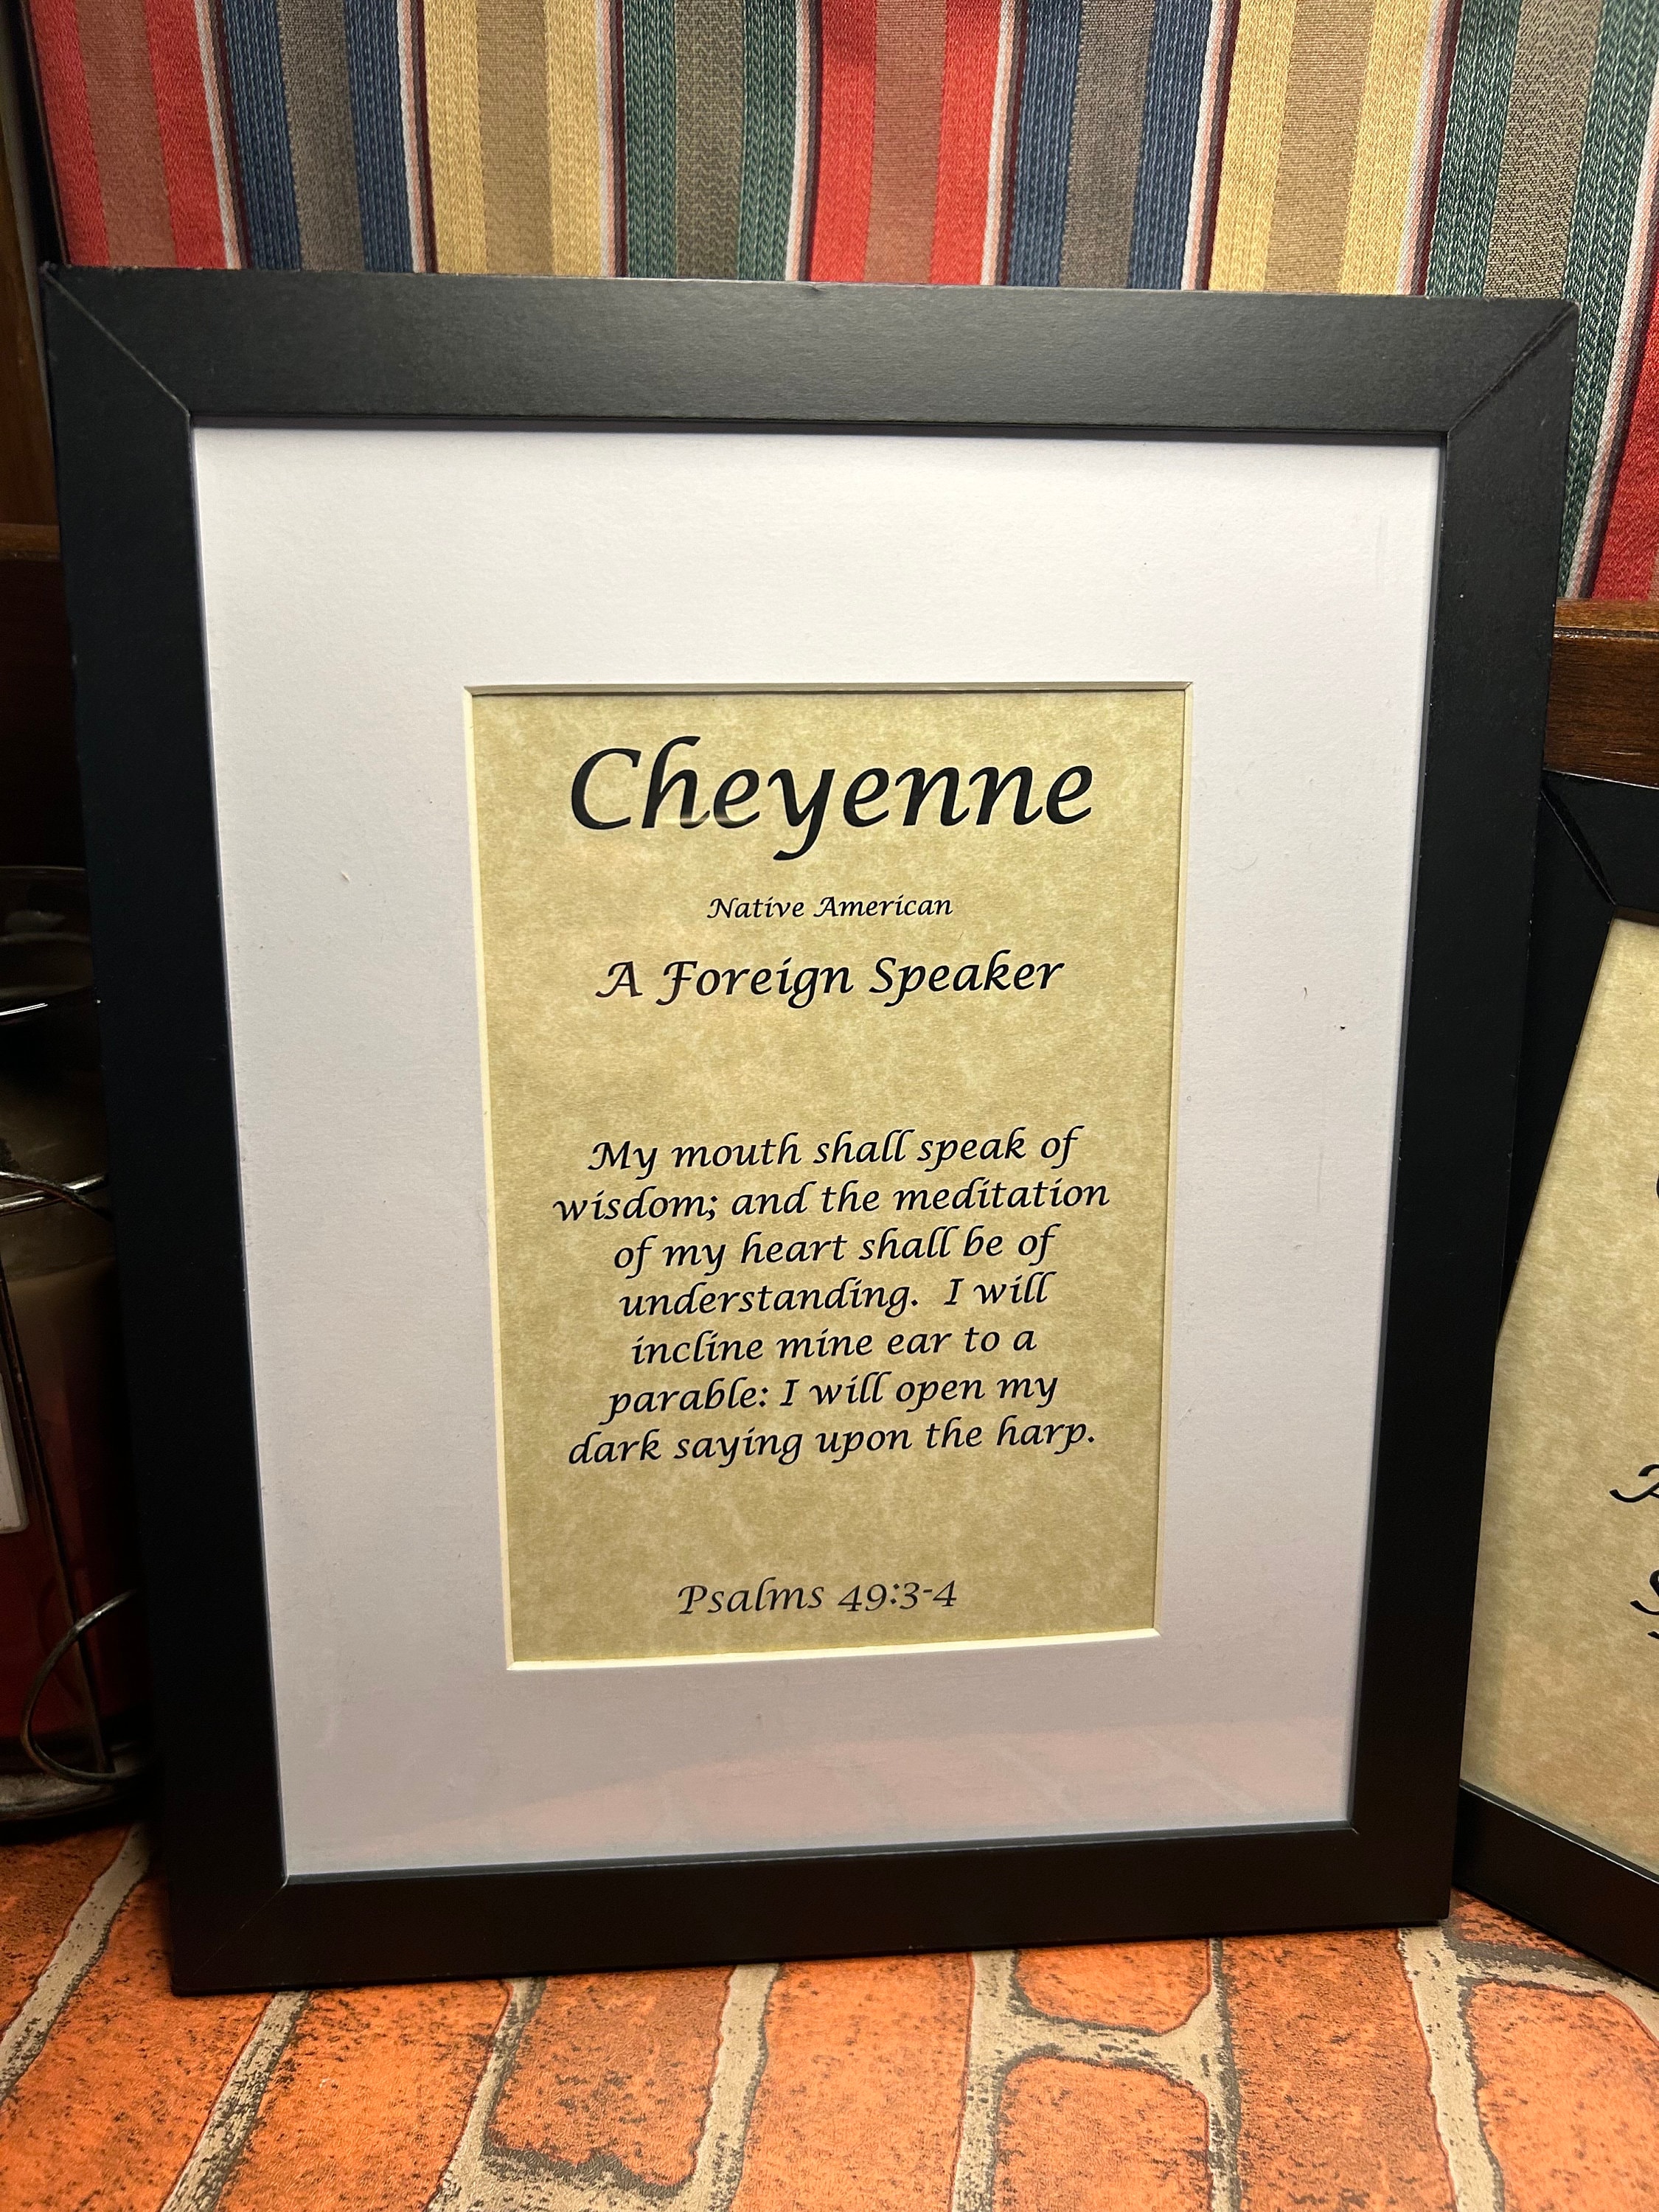 Cheyenne
Native American
A Foreign Speaker
My mouth shall speak of
wisdom; and the meditation
of my heart shall be of
understanding. I will
incline mine ear to a
parable: I will open my
dark saying upon the harp.
Psalms 49:3-4